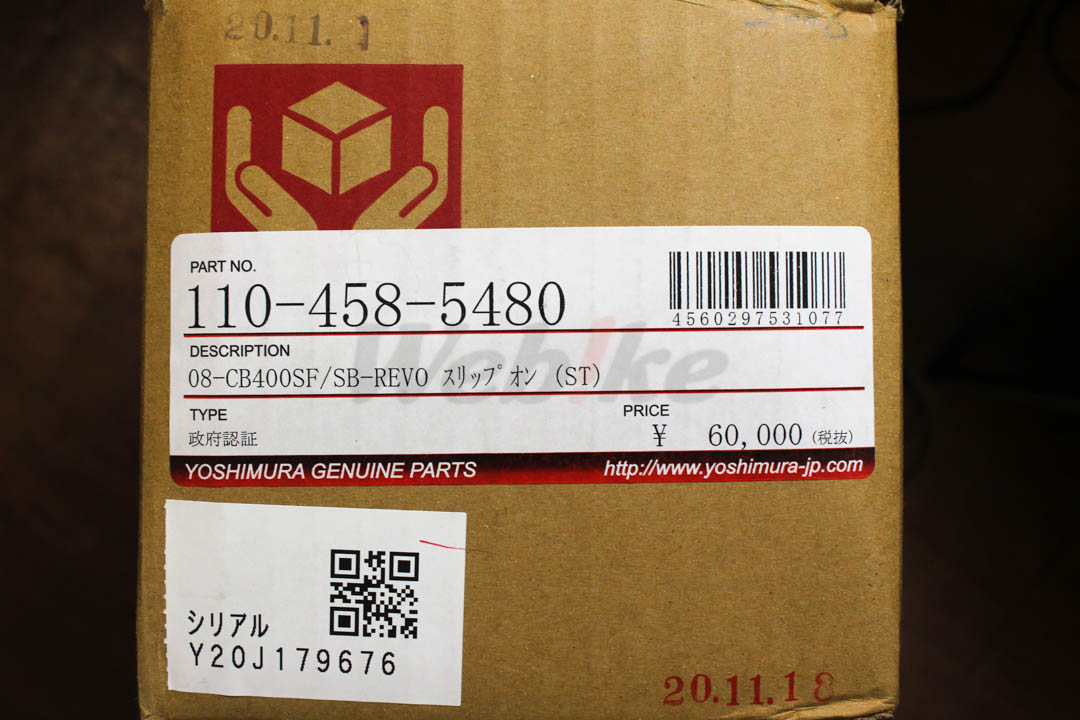 20.11.1
PART NO.
110-458-5480
4560297531077
DESCRIPTION
08-CB400SF/SB-REVO ｽﾘｯﾌﾟｵﾝ (ST)
Webike
TYPE
PRICE
政府認証
¥ 60,000 (税抜)
YOSHIMURA GENUINE PARTS
http://www.yoshimura-jp.com
シリアル
Y20J179676
20.11.18